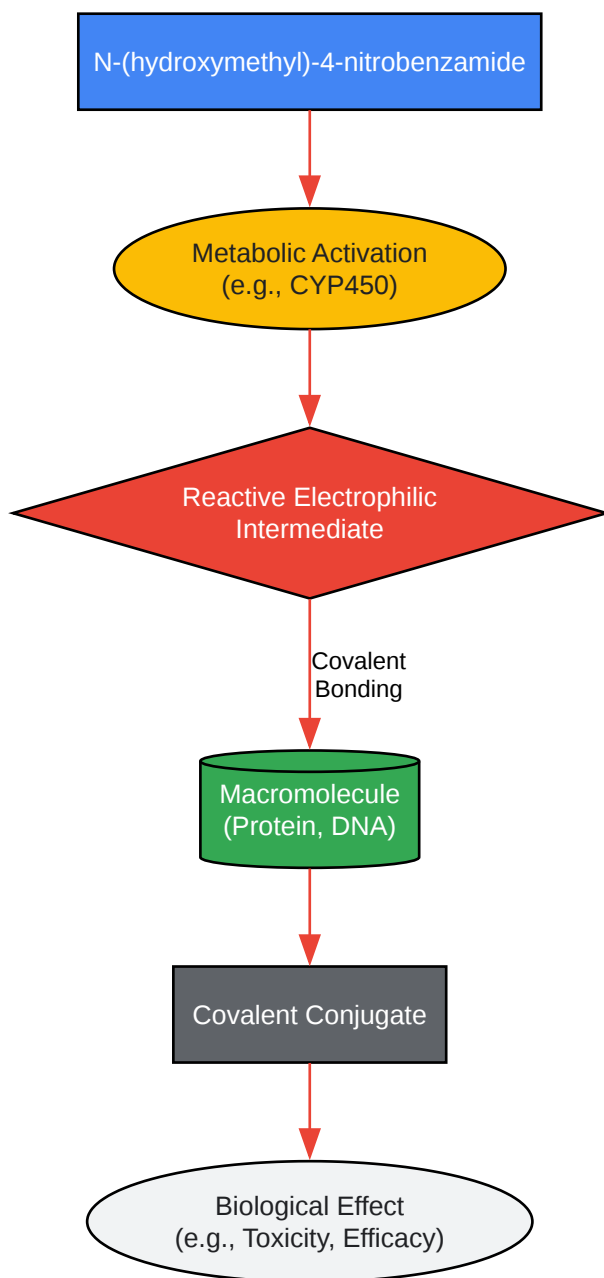 N-(hydroxymethyl)-4-nitrobenzamide
Metabolic Activation
(e.g., CYP450)
Reactive Electrophilic
Intermediate
Covalent
Bonding
Macromolecule
(Protein, DNA)
Covalent Conjugate
Biological Effect
(e.g., Toxicity, Efficacy)